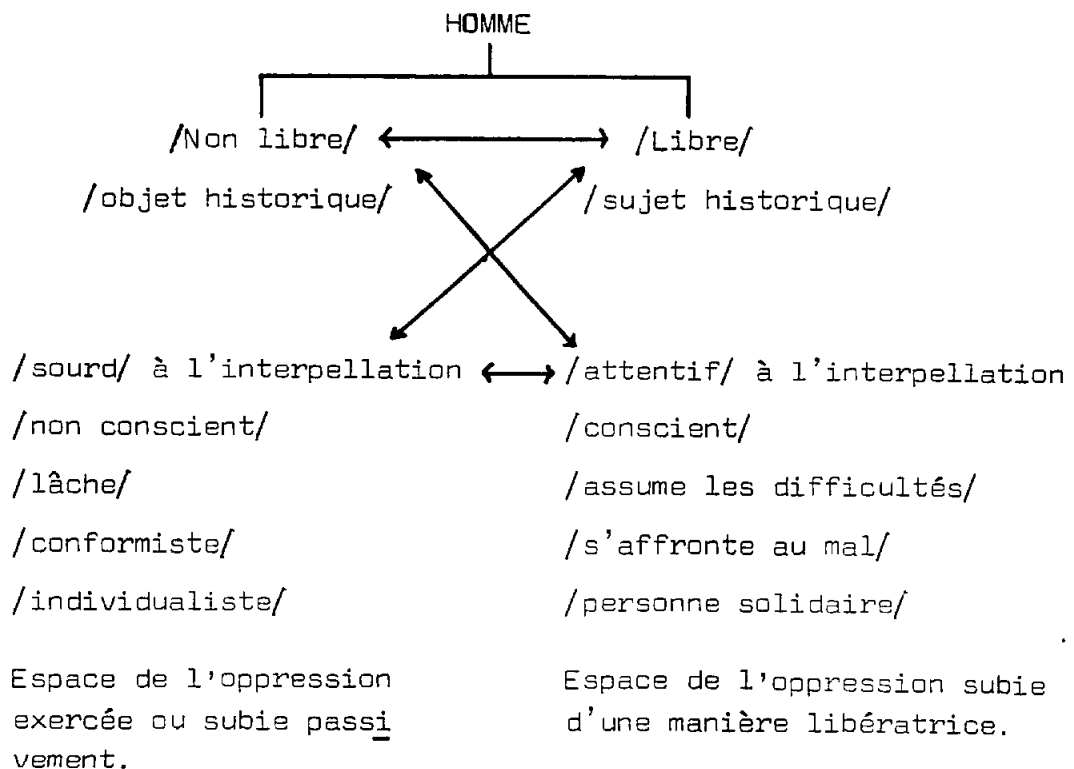 HOMME
/Non libre/ ⟷ /Libre/
/objet historique/ /sujet historique/
/sourd/ à l'interpellation ⟷ /attentif/ à l'interpellation
/non conscient/ /conscient/
/lâche/ /assume les difficultés/
/conformiste/ /s'affronte au mal/
/individualiste/ /personne solidaire/
Espace de l'oppression
exercée ou subie passi
vement.
Espace de l'oppression subie
d'une manière libératrice.